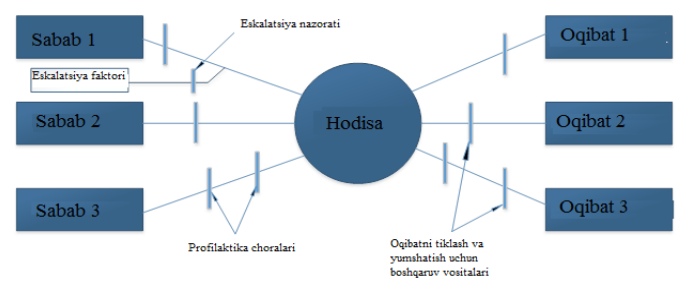 Eskalatsiya nazorati
Sabab 1
Oqibat 1
Eskalatsiya faktori
Sabab 2
Hodisa
Oqibat 2
Sabab 3
Oqibat 3
Profilaktika choralari
Oqibatni tiklash va
yumshatish uchun
boshqaruv vositalari